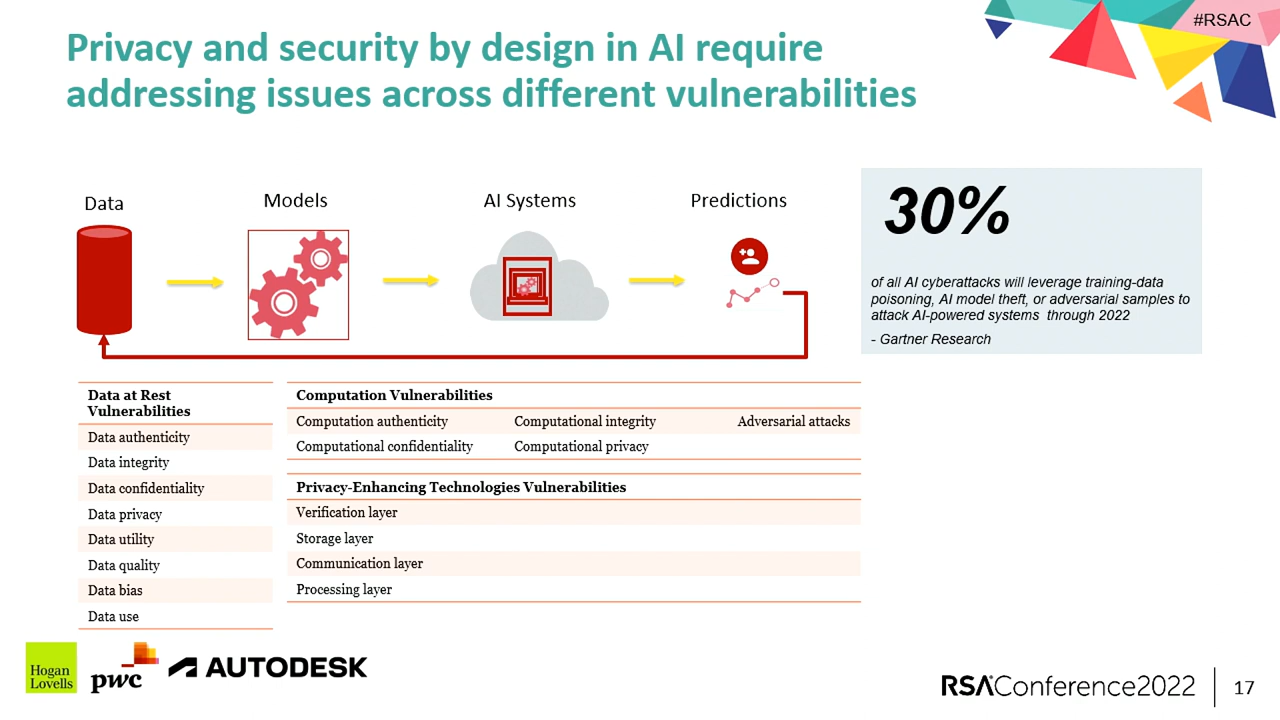 #RSAC
Privacy and security by design in AI require
addressing issues across different vulnerabilities
Data
Models
AI Systems
Predictions
30%
of all AI cyberattacks will leverage training-data
poisoning, AI model theft, or adversarial samples to
attack AI-powered systems through 2022
- Gartner Research
Data at Rest
Vulnerabilities
Data authenticity
Data integrity
Data confidentiality
Data privacy
Data utility
Data quality
Data bias
Data use
Computation Vulnerabilities
Computation authenticity Computational integrity Adversarial attacks
Computational confidentiality Computational privacy
Privacy-Enhancing Technologies Vulnerabilities
Verification layer
Storage layer
Communication layer
Processing layer
Hogan
Lovells
pwc
AUTODESK
RSAConference2022
17